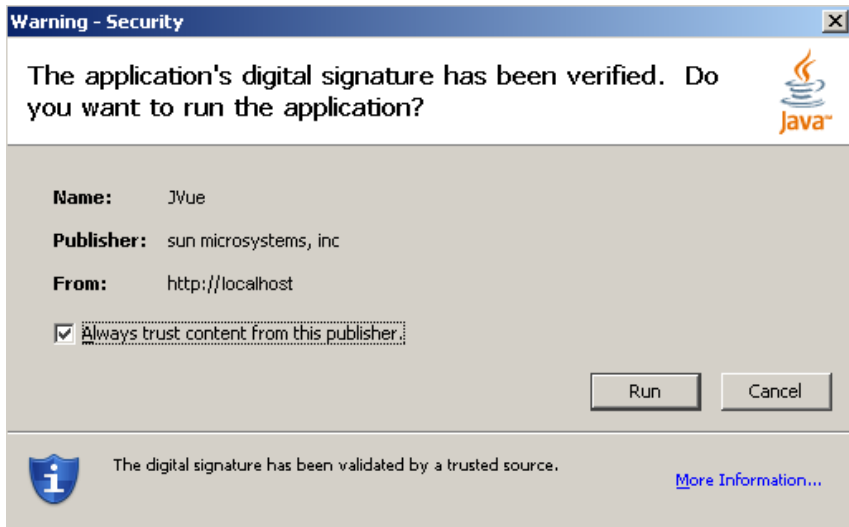 Warning - Security
The application's digital signature has been verified. Do
you want to run the application?
Java™
Name: JVue
Publisher: sun microsystems, inc
From: http://localhost
Always trust content from this publisher.
Run Cancel
The digital signature has been validated by a trusted source.
More Information...